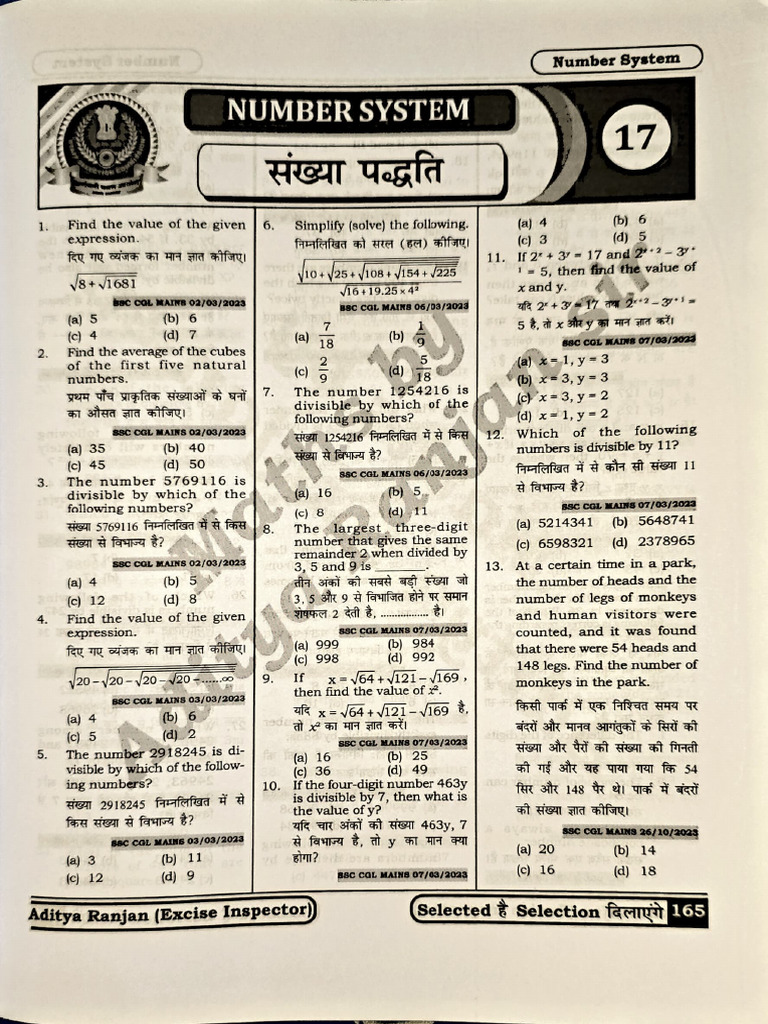 Number System
NUMBER SYSTEM
संख्या पद्धति
17
1. Find the value of the given
expression.
दिए गए व्यंजक का मान ज्ञात कीजिए।
√8+√1681
SSC CGL MAINS 02/03/2023
(a) 5 (b) 6
(c) 4 (d) 7
2. Find the average of the cubes
of the first five natural
numbers.
प्रथम पाँच प्राकृतिक संख्याओं के घनों
का औसत ज्ञात कीजिए।
SSC CGL MAINS 02/03/2023
(a) 35 (b) 40
(c) 45 (d) 50
3. The number 5769116 is
divisible by which of the
following numbers?
संख्या 5769116 निम्नलिखित में से किस
संख्या से विभाज्य है?
SSC CGL MAINS 02/03/2023
(a) 4 (b) 5
(c) 12 (d) 8
4. Find the value of the given
expression.
दिए गए व्यंजक का मान ज्ञात कीजिए।
√20-√20-√20-√20-......∞
SSC CGL MAINS 03/03/2023
(a) 4 (b) 6
(c) 5 (d) 2
5. The number 2918245 is di-
visible by which of the follow-
ing numbers?
संख्या 2918245 निम्नलिखित में से
किस संख्या से विभाज्य है?
SSC CGL MAINS 03/03/2023
(a) 3 (b) 11
(c) 12 (d) 9
6. Simplify (solve) the following.
निम्नलिखित को सरल (हल) कीजिए।
√10+√25+√108+√154+√225
√16+19.25×4²
SSC CGL MAINS 06/03/2023
(a) 7/18 (b) 1/9
(c) 2/9 (d) 5/18
7. The number 1254216 is
divisible by which of the
following numbers?
संख्या 1254216 निम्नलिखित में से किस
संख्या से विभाज्य है?
SSC CGL MAINS 06/03/2023
(a) 16 (b) 5
(c) 8 (d) 11
8. The largest three-digit
number that gives the same
remainder 2 when divided by
3, 5 and 9 is _______.
तीन अंकों की सबसे बड़ी संख्या जो
3, 5 और 9 से विभाजित होने पर समान
शेषफल 2 देती है, ................ है।
SSC CGL MAINS 07/03/2023
(a) 999 (b) 984
(c) 998 (d) 992
9. If x=√64+√121-√169,
then find the value of x².
यदि x=√64+√121-√169 है,
तो x² का मान ज्ञात करें।
SSC CGL MAINS 07/03/2023
(a) 16 (b) 25
(c) 36 (d) 49
10. If the four-digit number 463y
is divisible by 7, then what is
the value of y?
यदि चार अंकों की संख्या 463y, 7
से विभाज्य है, तो y का मान क्या
होगा?
SSC CGL MAINS 07/03/2023
(a) 4 (b) 6
(c) 3 (d) 5
11. If 2ˣ + 3ʸ = 17 and 2ˣ⁺² – 3ʸ⁺
¹ = 5, then find the value of
x and y.
यदि 2ˣ + 3ʸ = 17 तथा 2ˣ⁺² – 3ʸ⁺¹ =
5 है, तो x और y का मान ज्ञात करें।
SSC CGL MAINS 07/03/2023
(a) x = 1, y = 3
(b) x = 3, y = 3
(c) x = 3, y = 2
(d) x = 1, y = 2
12. Which of the following
numbers is divisible by 11?
निम्नलिखित में से कौन सी संख्या 11
से विभाज्य है?
SSC CGL MAINS 07/03/2023
(a) 5214341 (b) 5648741
(c) 6598321 (d) 2378965
13. At a certain time in a park,
the number of heads and the
number of legs of monkeys
and human visitors were
counted, and it was found
that there were 54 heads and
148 legs. Find the number of
monkeys in the park.
किसी पार्क में एक निश्चित समय पर
बंदरों और मानव आगंतुकों के सिरों की
संख्या और पैरों की संख्या की गिनती
की गई और यह पाया गया कि 54
सिर और 148 पैर थे। पार्क में बंदरों
की संख्या ज्ञात कीजिए।
SSC CGL MAINS 26/10/2023
(a) 20 (b) 14
(c) 16 (d) 18
Maths by
Aditya Ranjan sir
Aditya Ranjan (Excise Inspector)
Selected है Selection दिलाएंगे 165